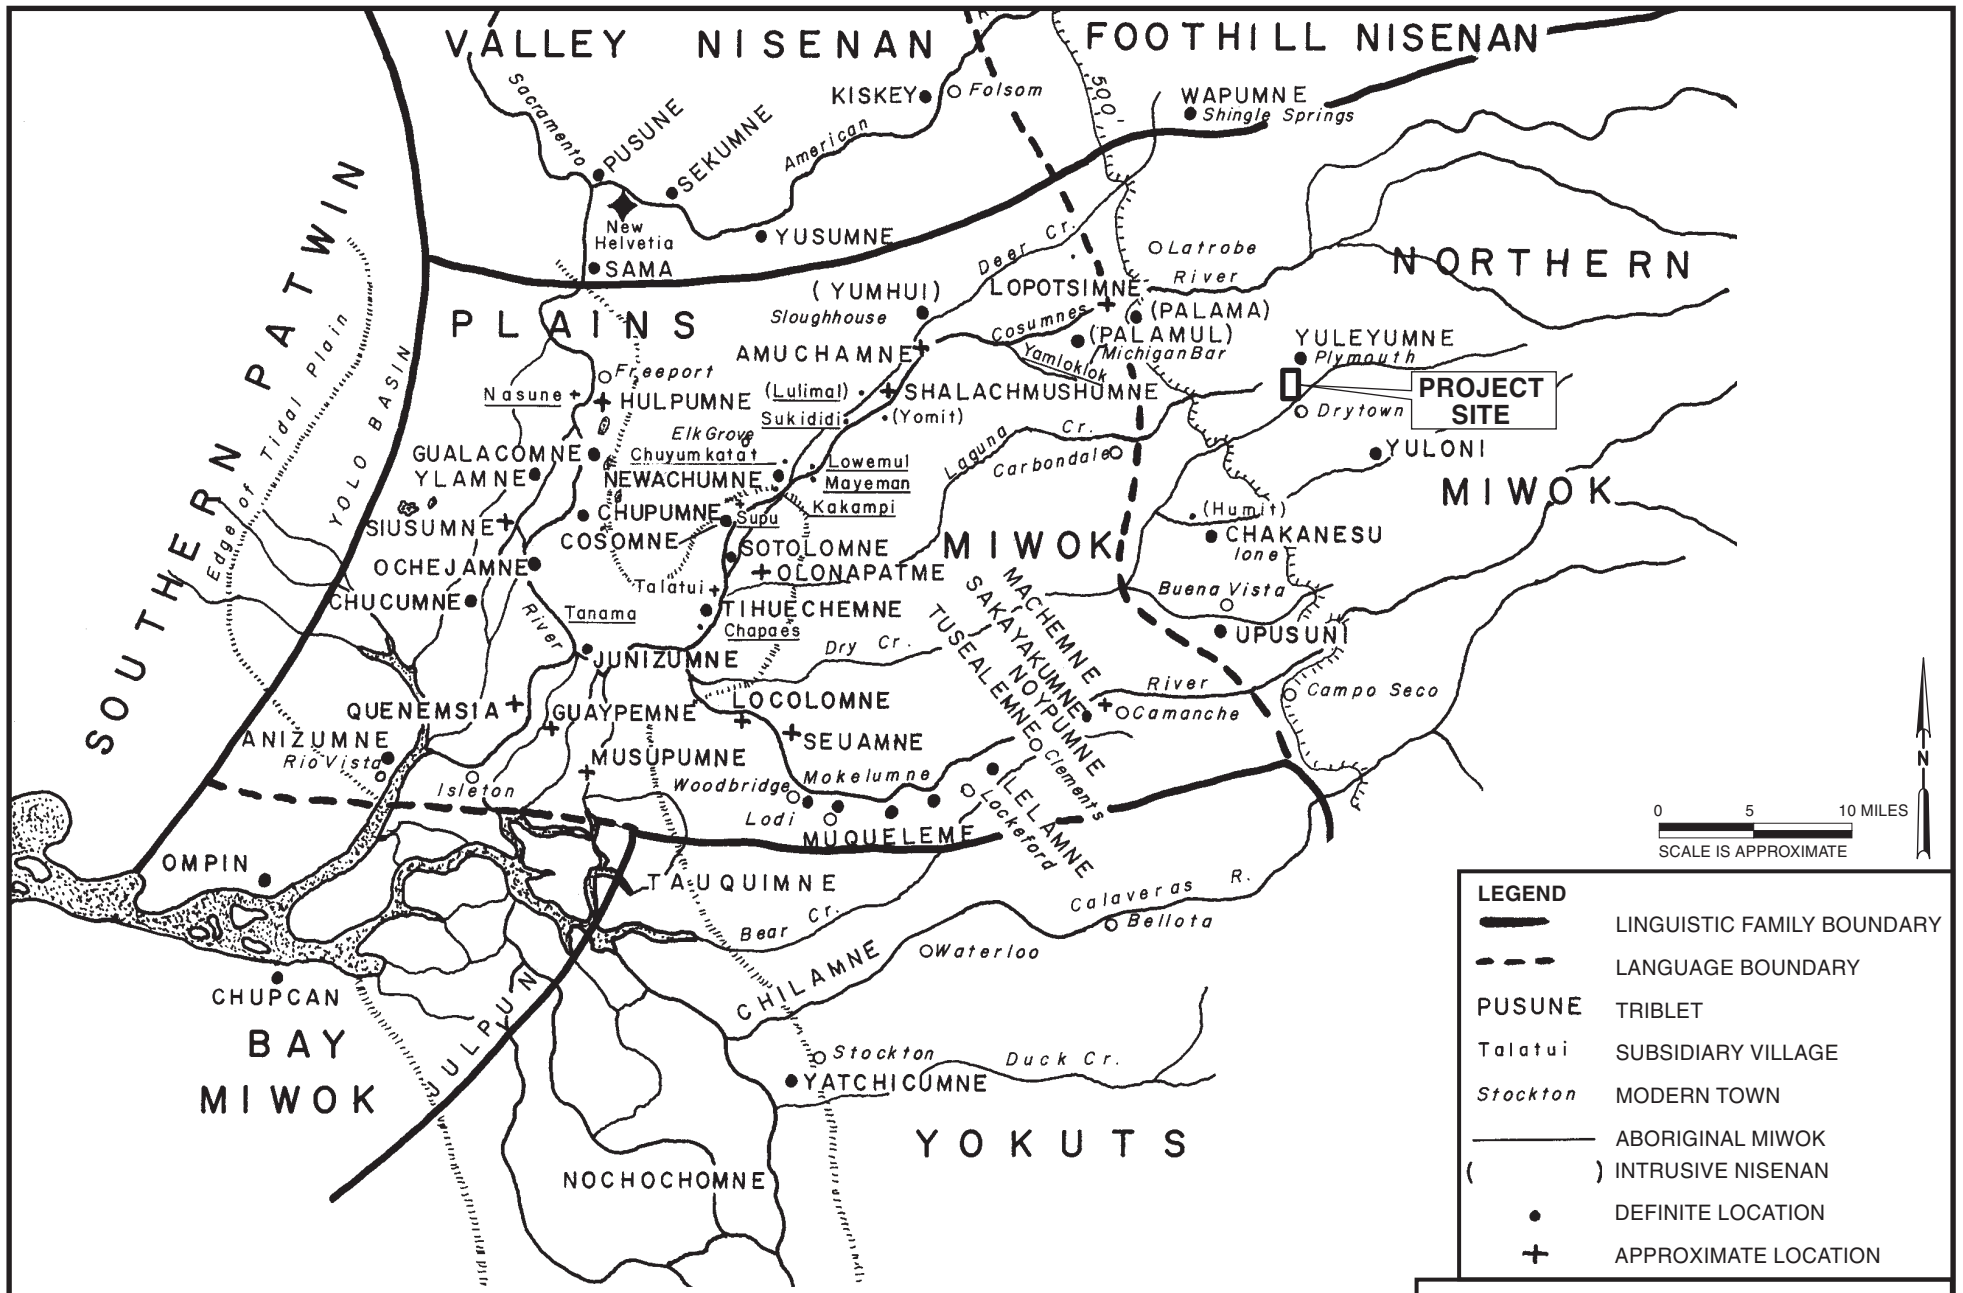 VALLEY NISENAN
FOOTHILL NISENAN
Sacramento
PUSUNE
SEKUMNE
KISKEY
Folsom
American
500'
WAPUMNE
Shingle Springs
New
Helvetia
YUSUMNE
SAMA
SOUTHERN PATWIN
Edge of Tidal Plain
YOLO BASIN
PLAINS
MIWOK
NORTHERN
MIWOK
Deer Cr.
Latrobe
River
(YUMHUI)
Sloughhouse
LOPOTSIMNE
(PALAMA)
Cosumnes
(PALAMUL)
Michigan Bar
Yamloklok
AMUCHAMNE
YULEYUMNE
Plymouth
PROJECT
SITE
Drytown
YULONI
Freeport
Nasune
HULPUMNE
(Lulimal)
SHALACHMUSHUMNE
Sukididi
(Yomit)
Elk Grove
Chuyumkatat
GUALACOMNE
YLAMNE
NEWACHUMNE
Lowemul
Mayeman
Kakampi
Laguna Cr.
Carbondale
SIUSUMNE
CHUPUMNE
Supu
COSOMNE
SOTOLOMNE
(Humit)
CHAKANESU
Ione
OCHEJAMNE
OLONAPATME
Talatui
CHUCUMNE
TIHUECHEMNE
Tanama
Chapaes
River
Buena Vista
UPUSUNI
MACHEMNE
SAKAYAKUMNE
NOYPUMNE
TUSEALEMNE
JUNIZUMNE
Dry Cr.
River
Camanche
Campo Seco
QUENEMSIA
GUAYPEMNE
LOCOLOMNE
SEUAMNE
ANIZUMNE
Rio Vista
MUSUPUMNE
Clements
Isleton
Woodbridge
Mokelumne
Lodi
MUQUELEME
Lockeford
LELAMNE
OMPIN
TAUQUIMNE
Bear Cr.
Calaveras R.
Bellota
Waterloo
CHILAMNE
CHUPCAN
BAY
MIWOK
JULPUN
Stockton
Duck Cr.
YATCHICUMNE
YOKUTS
NOCHOCHOMNE
N
0 5 10 MILES
SCALE IS APPROXIMATE
LEGEND
LINGUISTIC FAMILY BOUNDARY
LANGUAGE BOUNDARY
PUSUNE TRIBLET
Talatui SUBSIDIARY VILLAGE
Stockton MODERN TOWN
ABORIGINAL MIWOK
( ) INTRUSIVE NISENAN
DEFINITE LOCATION
APPROXIMATE LOCATION